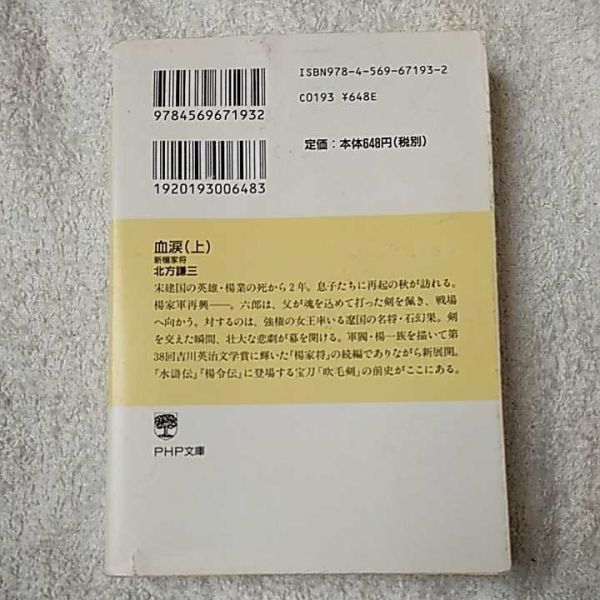 ISBN978-4-569-67193-2
C0193 ¥648E
9784569671932
定価:本体648円(税別)
1920193006483
血涙(上)
新楊家将
北方謙三
宋建国の英雄・楊業の死から2年。息子たちに再起の秋が訪れる。
楊家軍再興――。六郎は、父が魂を込めて打った剣を佩き、戦場
へ向かう。対するのは、強権の女王率いる遼国の名将・石幻果。剣
を交えた瞬間、壮大な悲劇が幕を開ける。軍閥・楊一族を描いて第
38回吉川英治文学賞に輝いた「楊家将」の続編でありながら新展開。
『水滸伝』『楊令伝』に登場する宝刀「吹毛剣」の前史がここにある。
PHP文庫